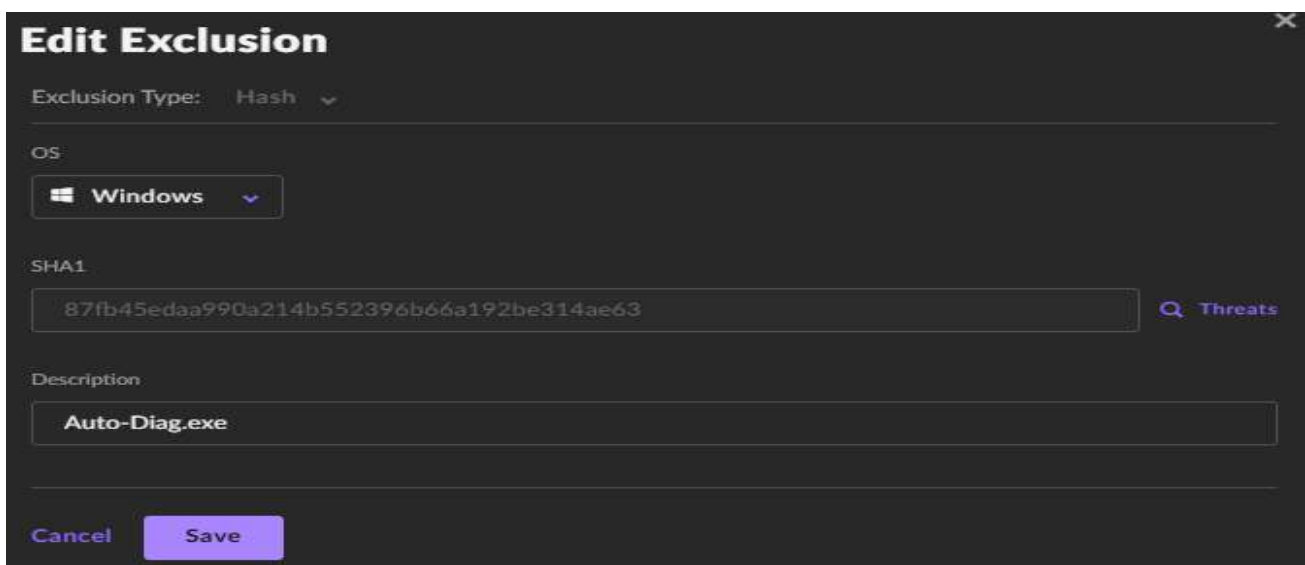 Edit Exclusion
Exclusion Type: Hash
OS
Windows
SHA1
87fb45edaa990a214b552396b66a192be314ae63
Threats
Description
Auto-Diag.exe
Cancel Save